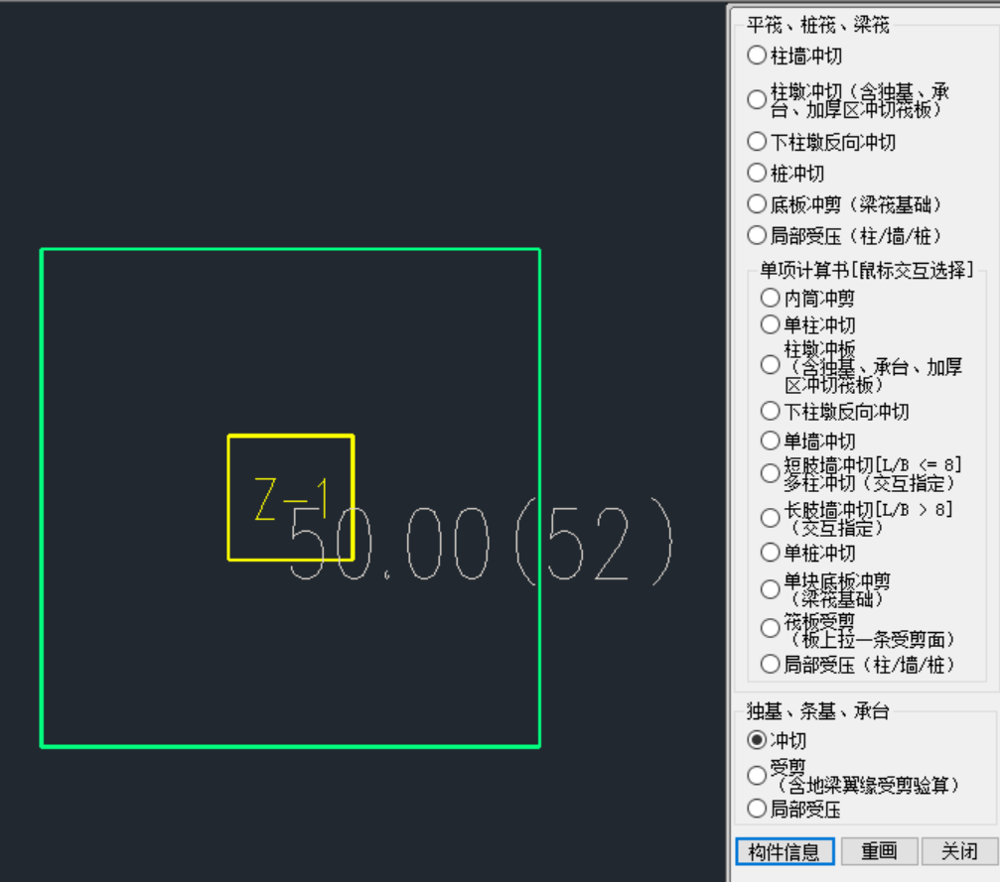 Z-1
50.00(52)
平筏、桩筏、梁筏
柱墙冲切
柱墩冲切（含独基、承
台、加厚区冲切筏板）
下柱墩反向冲切
桩冲切
底板冲剪（梁筏基础）
局部受压（柱/墙/桩）
单项计算书[鼠标交互选择]
内筒冲剪
单柱冲切
柱墩冲板
（含独基、承台、加厚
区冲切筏板）
下柱墩反向冲切
单墙冲切
短肢墙冲切[L/B <= 8]
多柱冲切（交互指定）
长肢墙冲切[L/B > 8]
（交互指定）
单桩冲切
单块底板冲剪
（梁筏基础）
筏板受剪
（板上拉一条受剪面）
局部受压（柱/墙/桩）
独基、条基、承台
冲切
受剪
（含地梁翼缘受剪验算）
局部受压
构件信息 重画 关闭